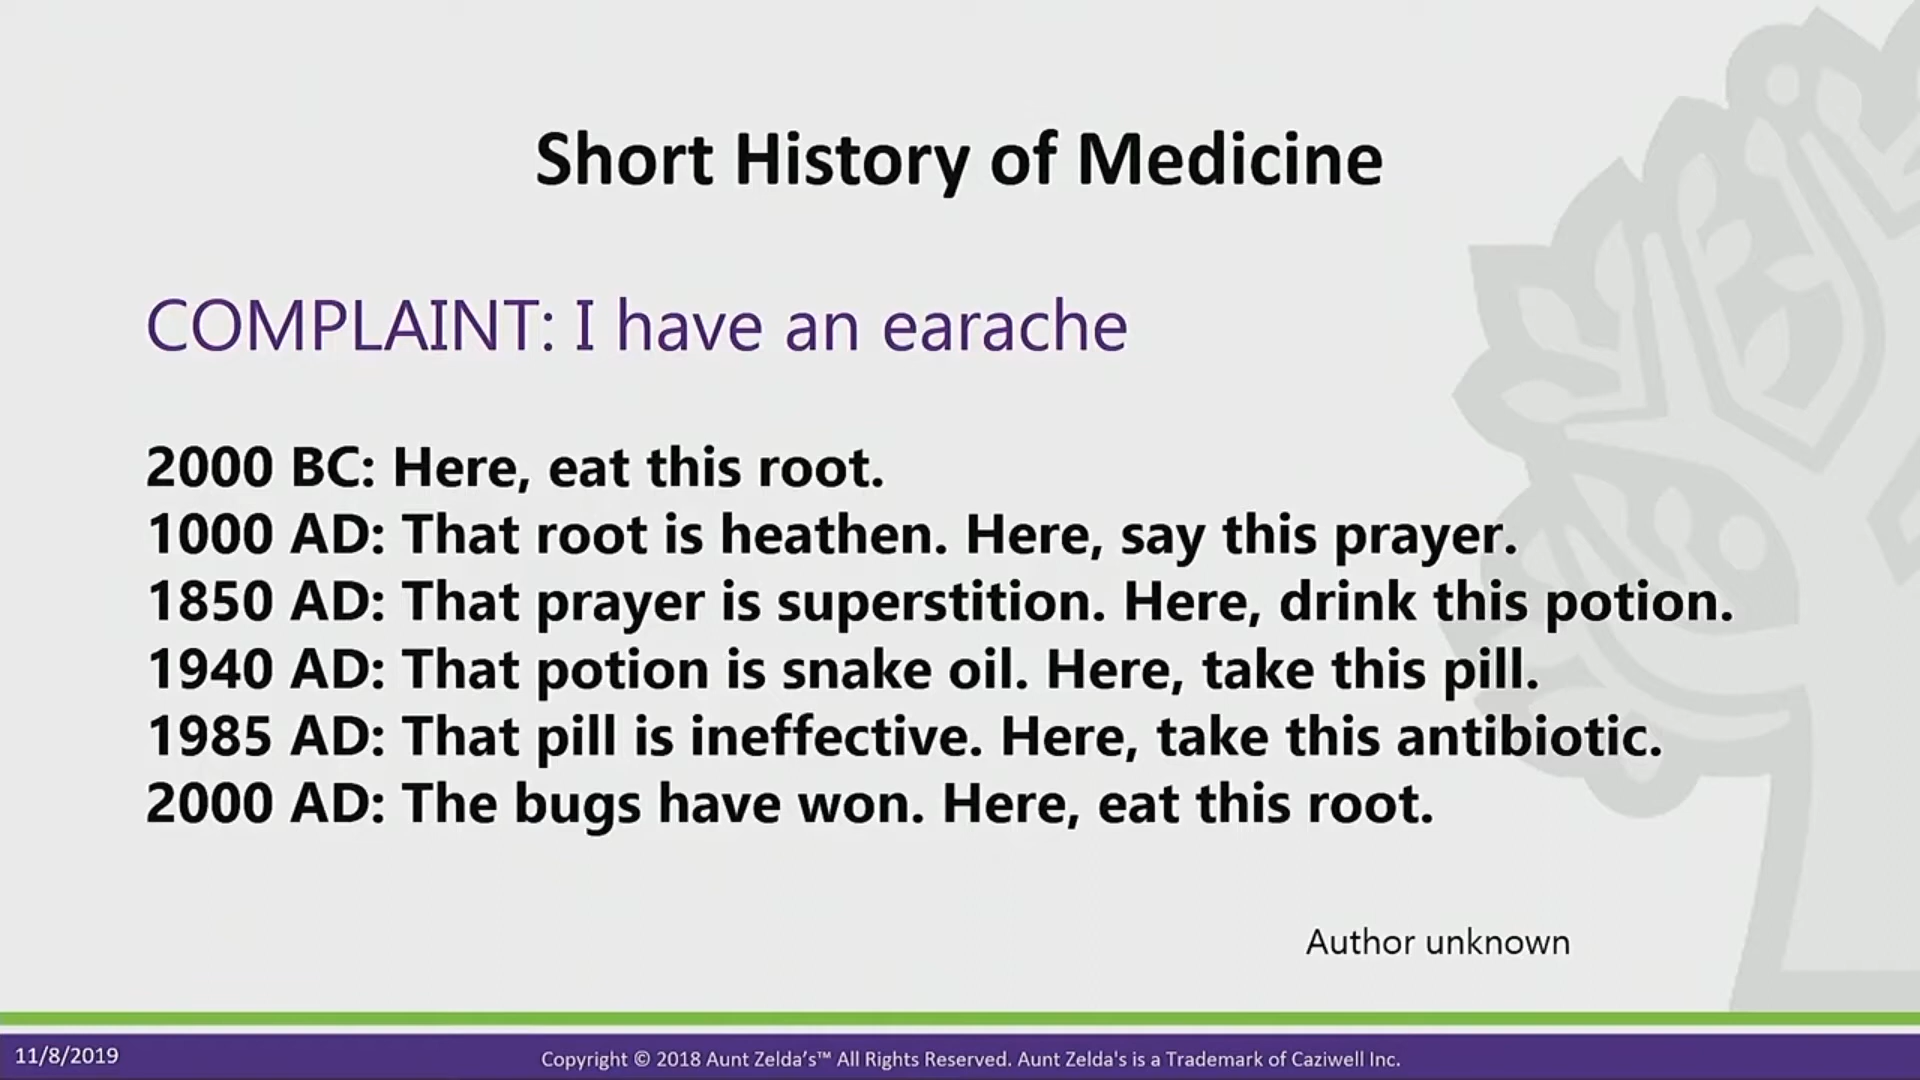 Short History of Medicine
COMPLAINT: I have an earache
2000 BC: Here, eat this root.
1000 AD: That root is heathen. Here, say this prayer.
1850 AD: That prayer is superstition. Here, drink this potion.
1940 AD: That potion is snake oil. Here, take this pill.
1985 AD: That pill is ineffective. Here, take this antibiotic.
2000 AD: The bugs have won. Here, eat this root.
Author unknown
11/8/2019
Copyright © 2018 Aunt Zelda’s™ All Rights Reserved. Aunt Zelda's is a Trademark of Caziwell Inc.